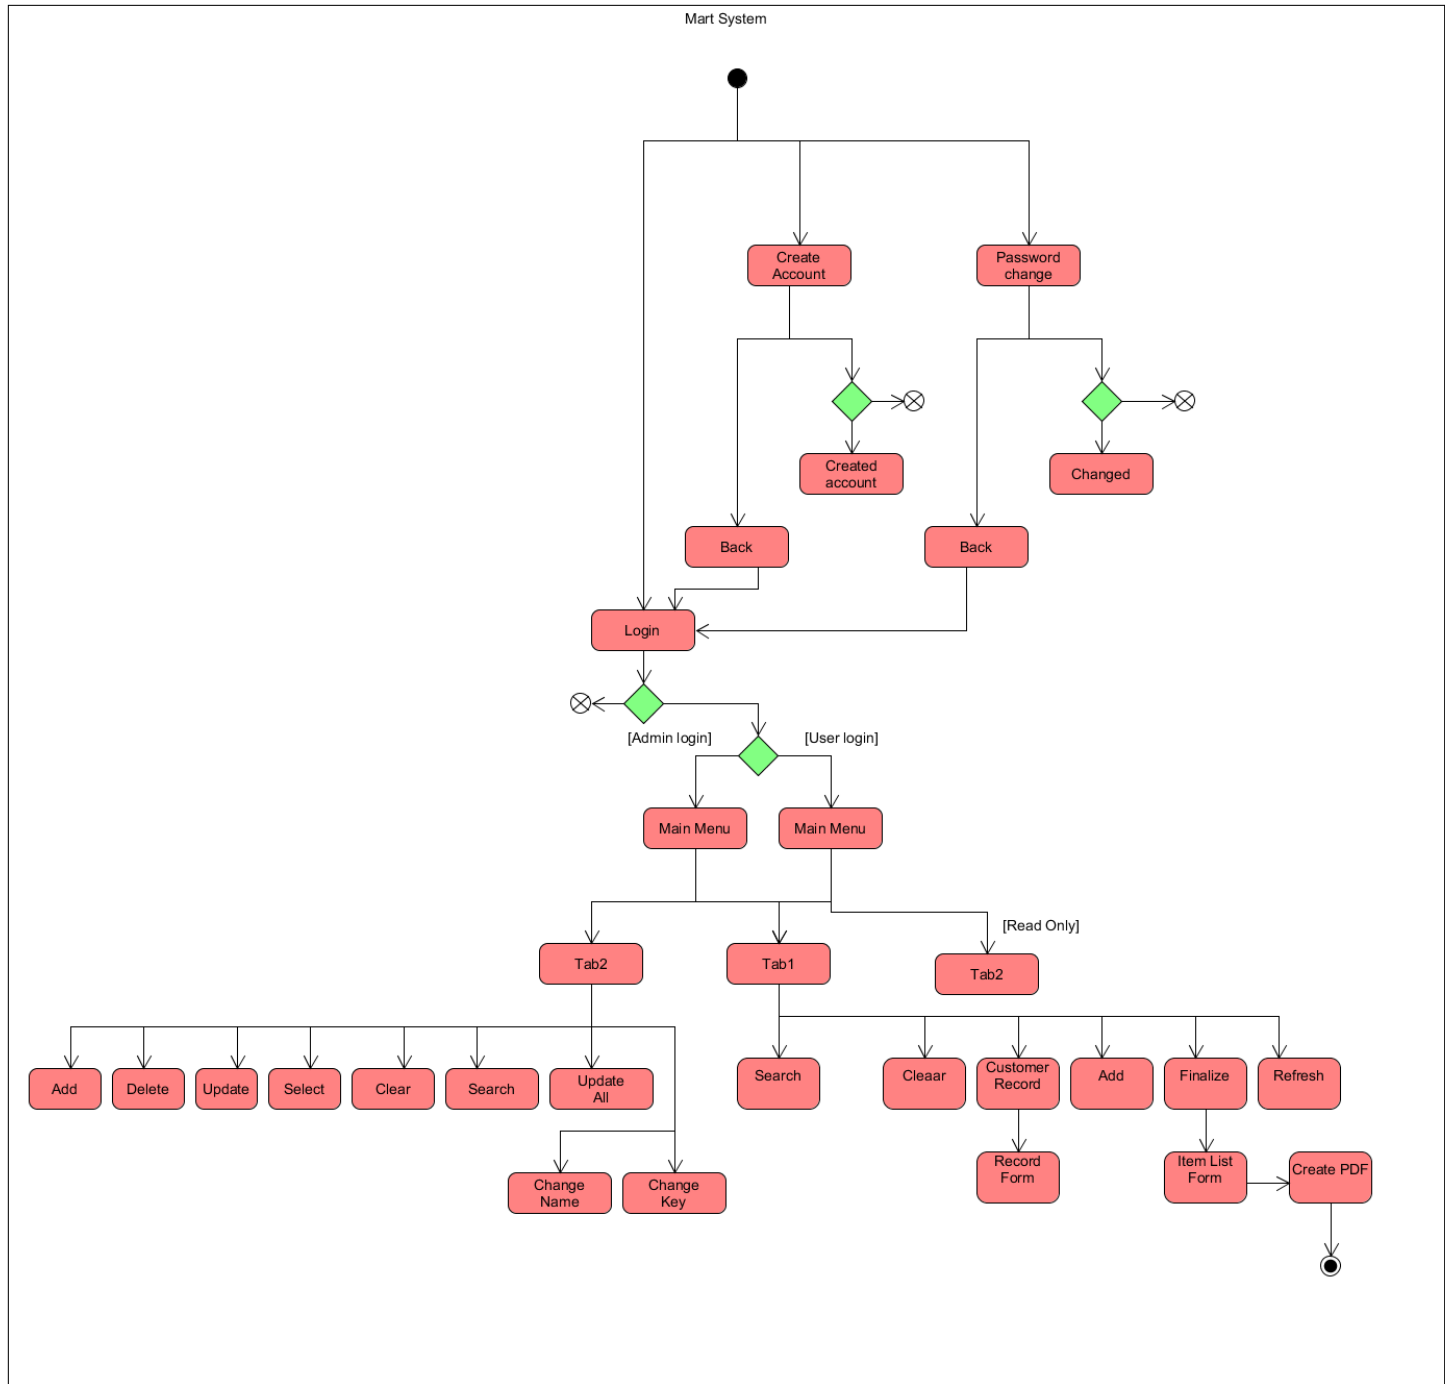 Mart System
Create
Account
Password
change
Created
account
Changed
Back
Back
Login
[Admin login]
[User login]
Main Menu
Main Menu
[Read Only]
Tab2
Tab1
Tab2
Add
Delete
Update
Select
Clear
Search
Update
All
Search
Cleaar
Customer
Record
Add
Finalize
Refresh
Change
Name
Change
Key
Record
Form
Item List
Form
Create PDF